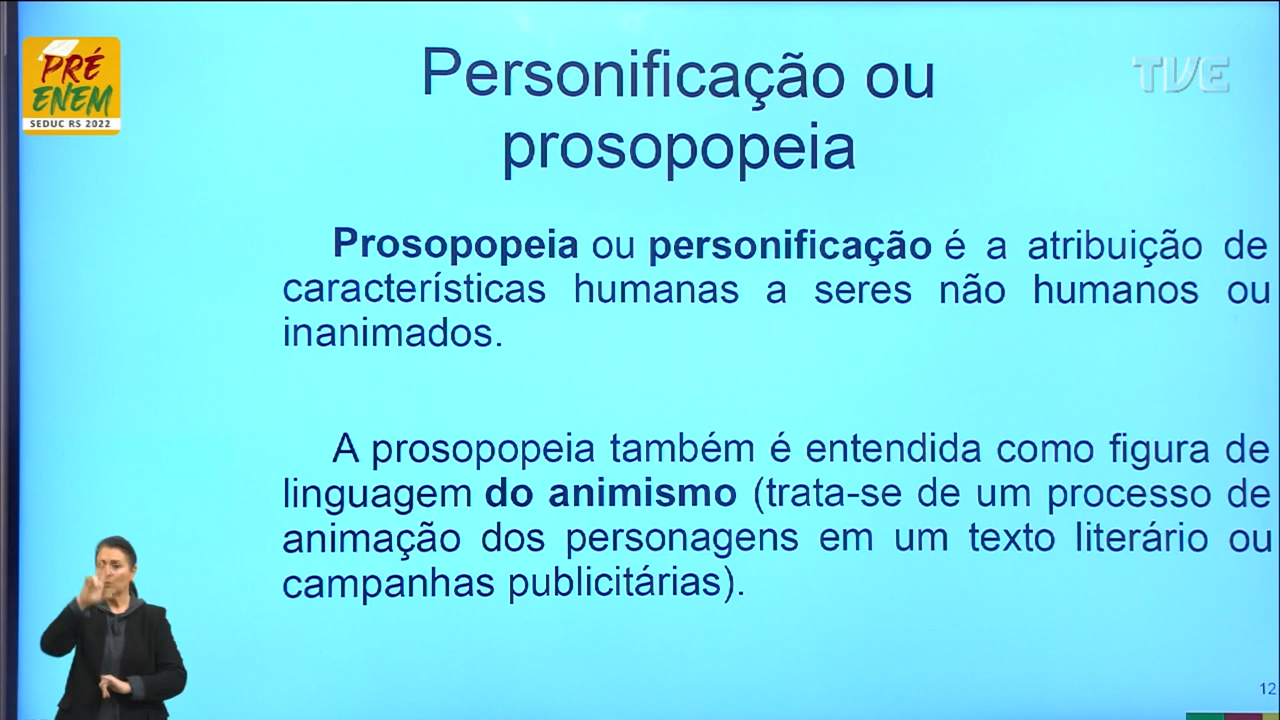 PRÉ
ENEM
SEDUC RS 2022
TVE
Personificação ou
prosopopeia
Prosopopeia ou personificação é a atribuição de
características humanas a seres não humanos ou
inanimados.
A prosopopeia também é entendida como figura de
linguagem do animismo (trata-se de um processo de
animação dos personagens em um texto literário ou
campanhas publicitárias).
12